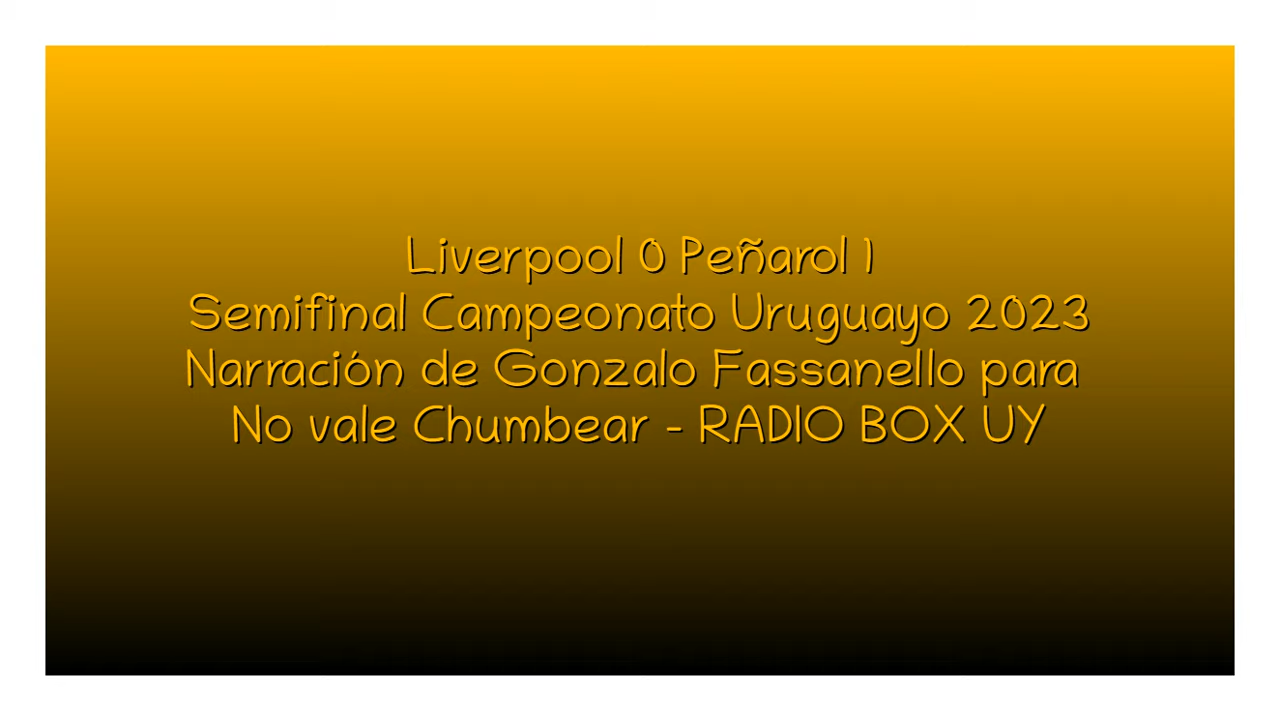 Liverpool 0 Peñarol 1
Semifinal Campeonato Uruguayo 2023
Narración de Gonzalo Fassanello para
No vale Chumbear - RADIO BOX UY